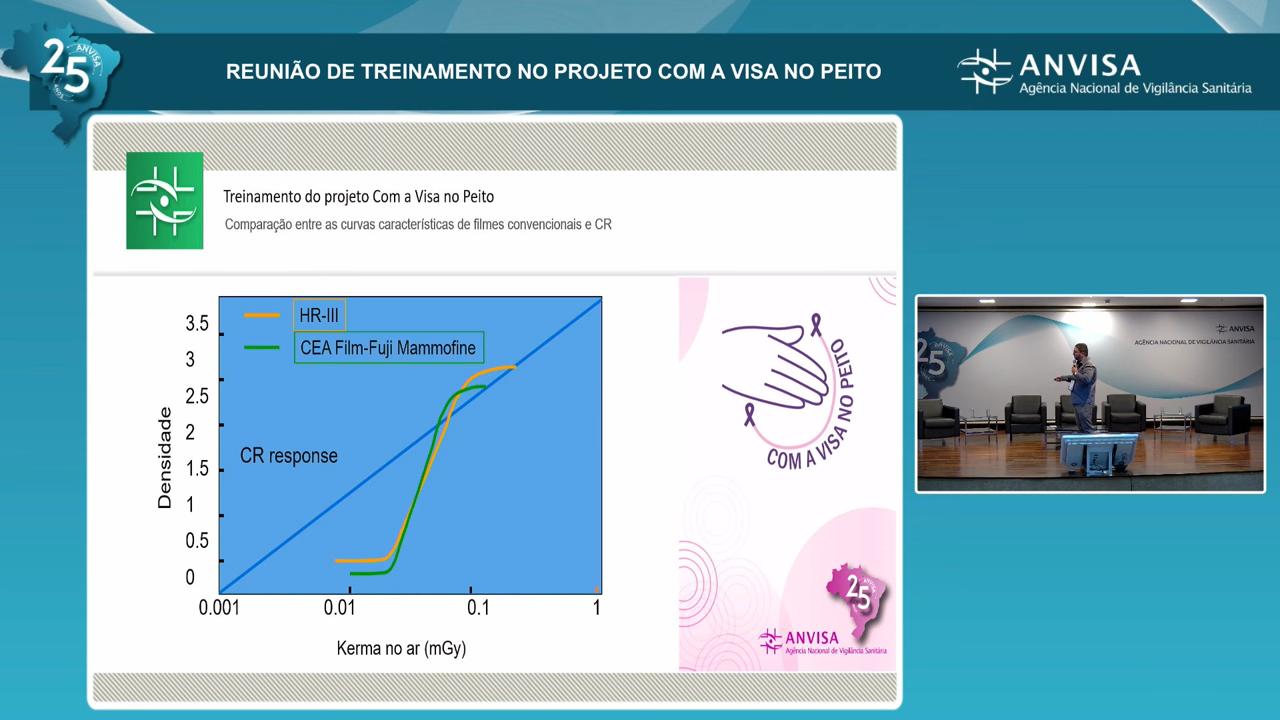 25
ANVISA
ANOS
REUNIÃO DE TREINAMENTO NO PROJETO COM A VISA NO PEITO
ANVISA
Agência Nacional de Vigilância Sanitária
Treinamento do projeto Com a Visa no Peito
Comparação entre as curvas características de filmes convencionais e CR
HR-III
CEA Film-Fuji Mammofine
CR response
Densidade
3.5
3
2.5
2
1.5
1
0.5
0
0.001
0.01
0.1
1
Kerma no ar (mGy)
COM A VISA NO PEITO
25
ANVISA
Agência Nacional de Vigilância Sanitária
25
ANVISA
AGÊNCIA NACIONAL DE VIGILÂNCIA SANITÁRIA